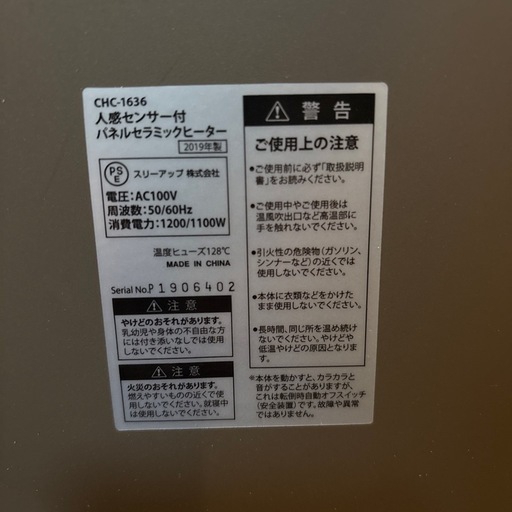 CHC-1636
人感センサー付
パネルセラミックヒーター
2019年製
PS
E
スリーアップ 株式会社
電圧:AC100V
周波数:50/60Hz
消費電力:1200/1100W
温度ヒューズ128℃
MADE IN CHINA
Serial No.P1906402
注意
やけどのおそれがあります。
乳幼児や身体の不自由な方
には付き添いなしでは使用
しないでください。
注意
火災のおそれがあります。
燃えやすいものの近くで使
用しないでください。就寝中
は使用しないでください。
警告
ご使用上の注意
●ご使用前に必ず「取扱説明
書」をお読みください。
●ご使用中やご使用後は
温風吹出口など高温部に
手を触れないでください。
●引火性の危険物(ガソリン、
シンナーなど)の近くでは
使用しないでください。
●本体に衣類などをかけた
まま使用しないでください。
●長時間、同じ所を温め続け
ないでください。やけどや
低温やけどの原因となりま
す。
※本体を動かすと、カラカラと
音がすることがありますが、
これは転倒時自動オフスイッチ
(安全装置)です。故障や異常
ではありません。